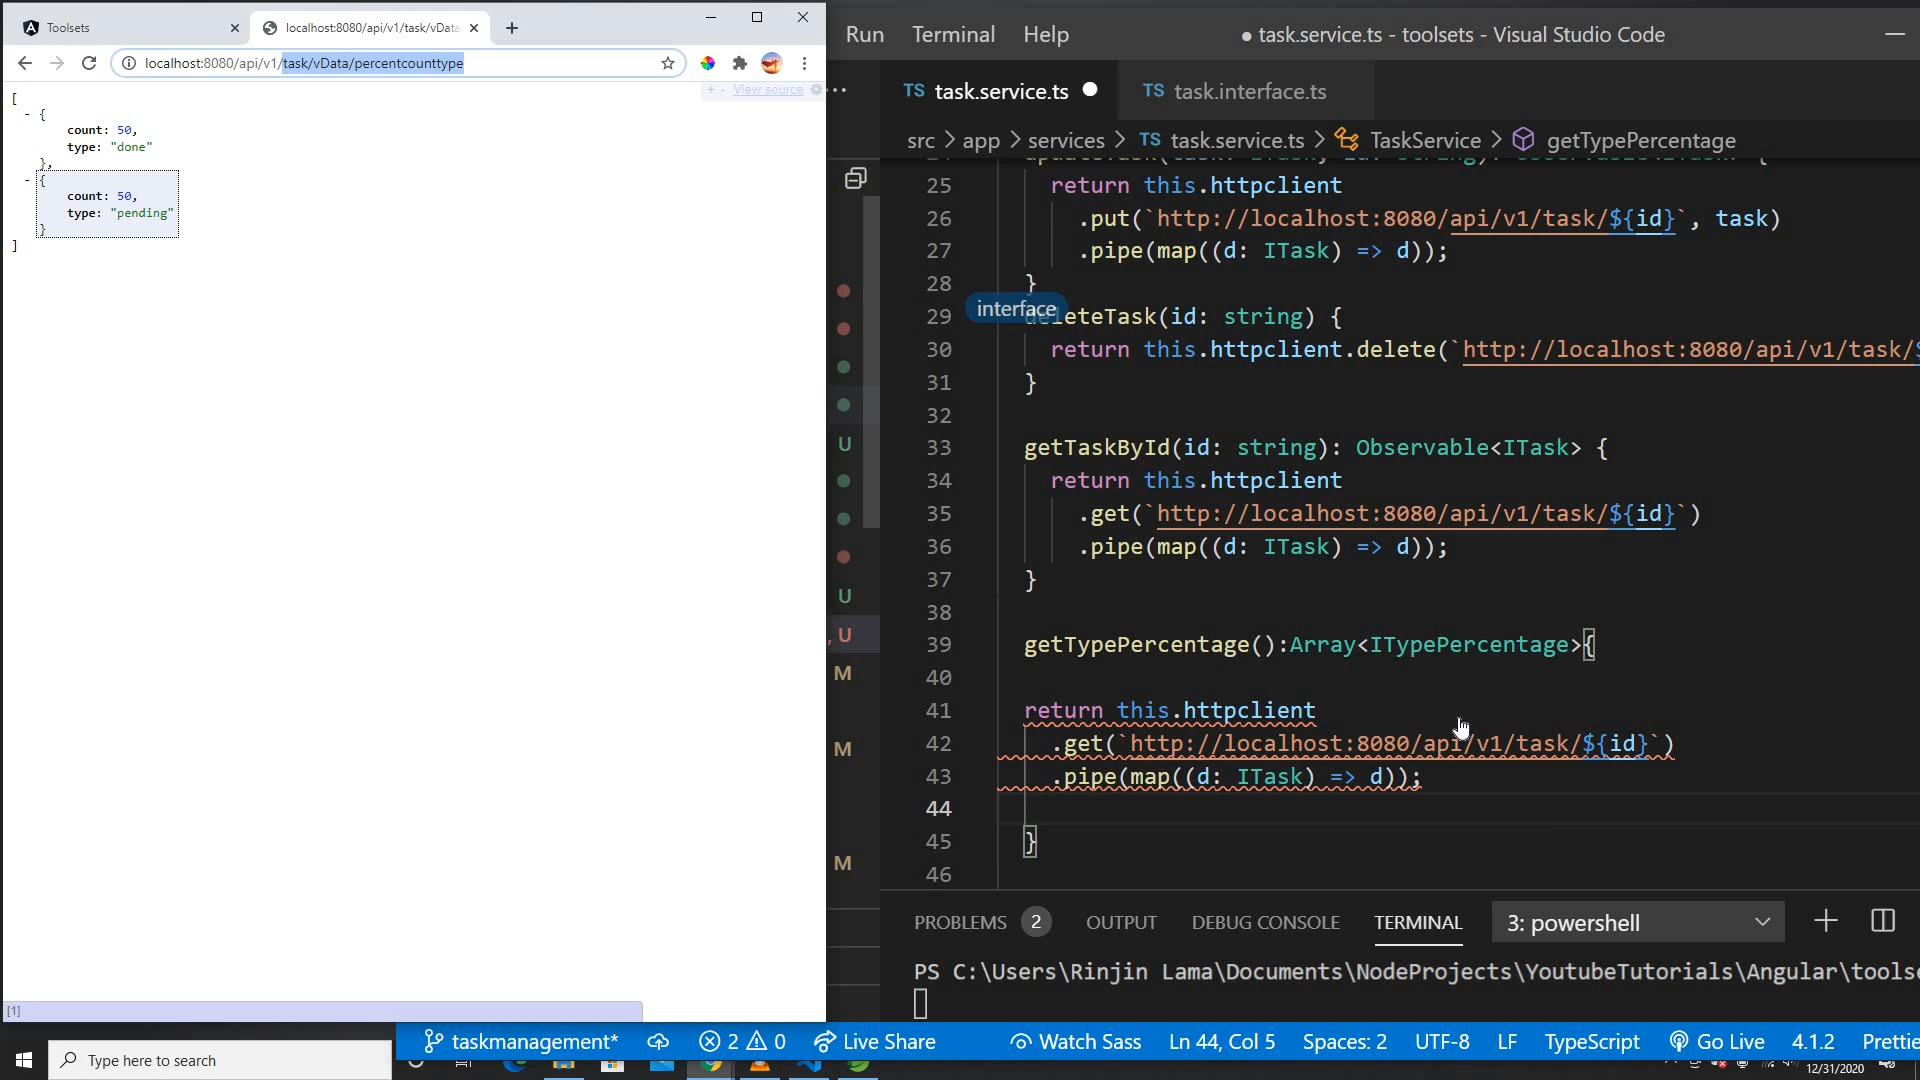 Toolsets
localhost:8080/api/v1/task/vData
localhost:8080/api/v1/task/vData/percentcounttype
+ - View source
[
- {
count: 50,
type: "done"
},
- {
count: 50,
type: "pending"
}
]
[1]
Run Terminal Help
● task.service.ts - toolsets - Visual Studio Code
TS task.service.ts
TS task.interface.ts
src > app > services > TS task.service.ts > TaskService > getTypePercentage
U
U
, U
M
M
M
25 return this.httpclient
26 .put(`http://localhost:8080/api/v1/task/${id}`, task)
27 .pipe(map((d: ITask) => d));
28 }
interface
29 deleteTask(id: string) {
30 return this.httpclient.delete(`http://localhost:8080/api/v1/task/$
31 }
32
33 getTaskById(id: string): Observable<ITask> {
34 return this.httpclient
35 .get(`http://localhost:8080/api/v1/task/${id}`)
36 .pipe(map((d: ITask) => d));
37 }
38
39 getTypePercentage():Array<ITypePercentage>{
40
41 return this.httpclient
42 .get(`http://localhost:8080/api/v1/task/${id}`)
43 .pipe(map((d: ITask) => d));
44
45 }
46
PROBLEMS 2 OUTPUT DEBUG CONSOLE TERMINAL 3: powershell
PS C:\Users\Rinjin Lama\Documents\NodeProjects\YoutubeTutorials\Angular\toolse
taskmanagement* 2 0 Live Share Watch Sass Ln 44, Col 5 Spaces: 2 UTF-8 LF TypeScript Go Live 4.1.2 Prettie
Type here to search
12/31/2020